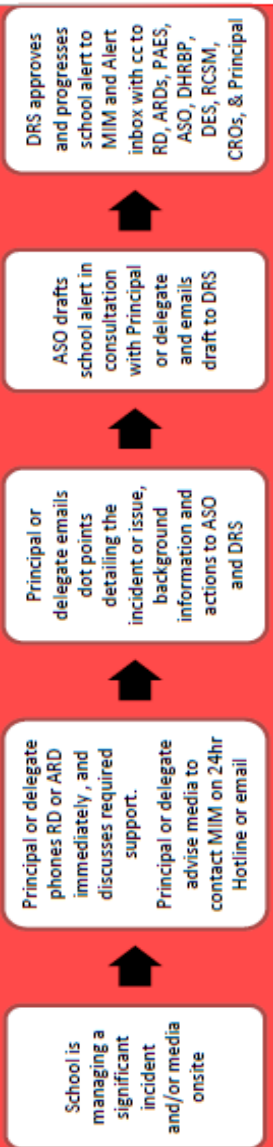 School is
managing a
significant
incident
and/or media
onsite
Principal or delegate
phones RD or ARD
immediately, and
discusses required
support.
Principal or delegate
advise media to
contact MIM on 24hr
Hotline or email
Principal or
delegate emails
dot points
detailing the
incident or issue,
background
information and
actions to ASO
and DRS
ASO drafts
school alert in
consultation
with Principal
or delegate
and emails
draft to DRS
DRS approves
and progresses
school alert to
MIM and Alert
inbox with cc to
RD, ARDs, PAES,
ASO, DHRBP,
DES, RCSM,
CROs, & Principal